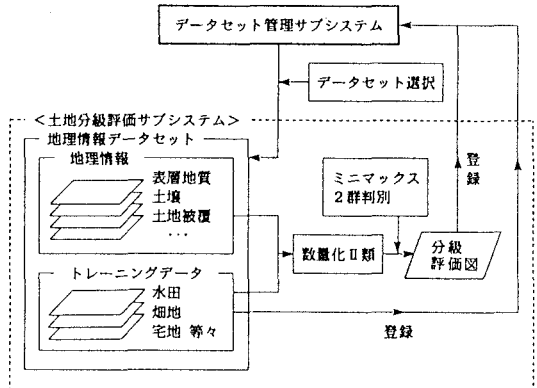 データセット管理サブシステム
データセット選択
＜土地分級評価サブシステム＞
地理情報データセット
地理情報
表層地質
土壌
土地被覆
・・・
ミニマックス
２群判別
登録
数量化Ⅱ類
分級
評価図
トレーニングデータ
水田
畑地
宅地 等々
登録